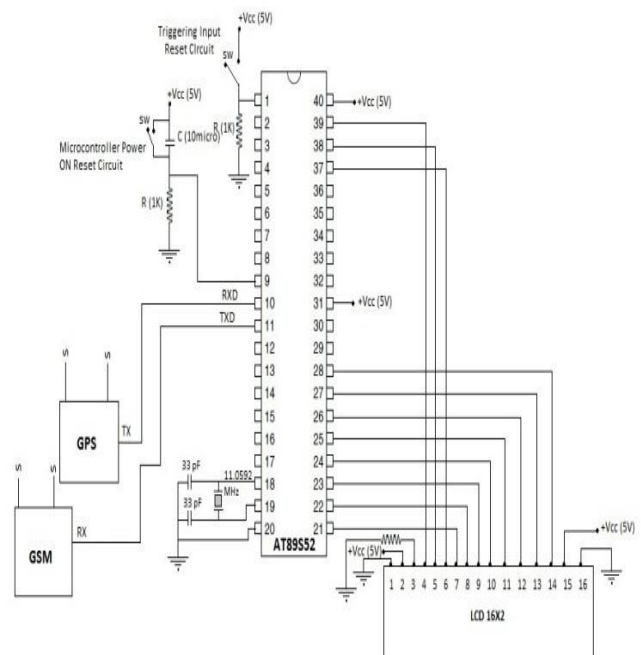 +Vcc (5V)
Triggering Input
Reset CIrcuit
sw
+Vcc (5V)
sw
C (10micro)
R (1K)
Microcontroller Power
ON Reset Circuit
R (1K)
1
2
3
4
5
6
7
8
9
10
11
12
13
14
15
16
17
18
19
20
40
39
38
37
36
35
34
33
32
31
30
29
28
27
26
25
24
23
22
21
+Vcc (5V)
+Vcc (5V)
RXD
TXD
S
S
GPS
TX
S
S
GSM
RX
33 pF
11.0592
MHz
33 pF
AT89S52
+Vcc (5V)
+Vcc (5V)
1 2 3 4 5 6 7 8 9 10 11 12 13 14 15 16
LCD 16X2